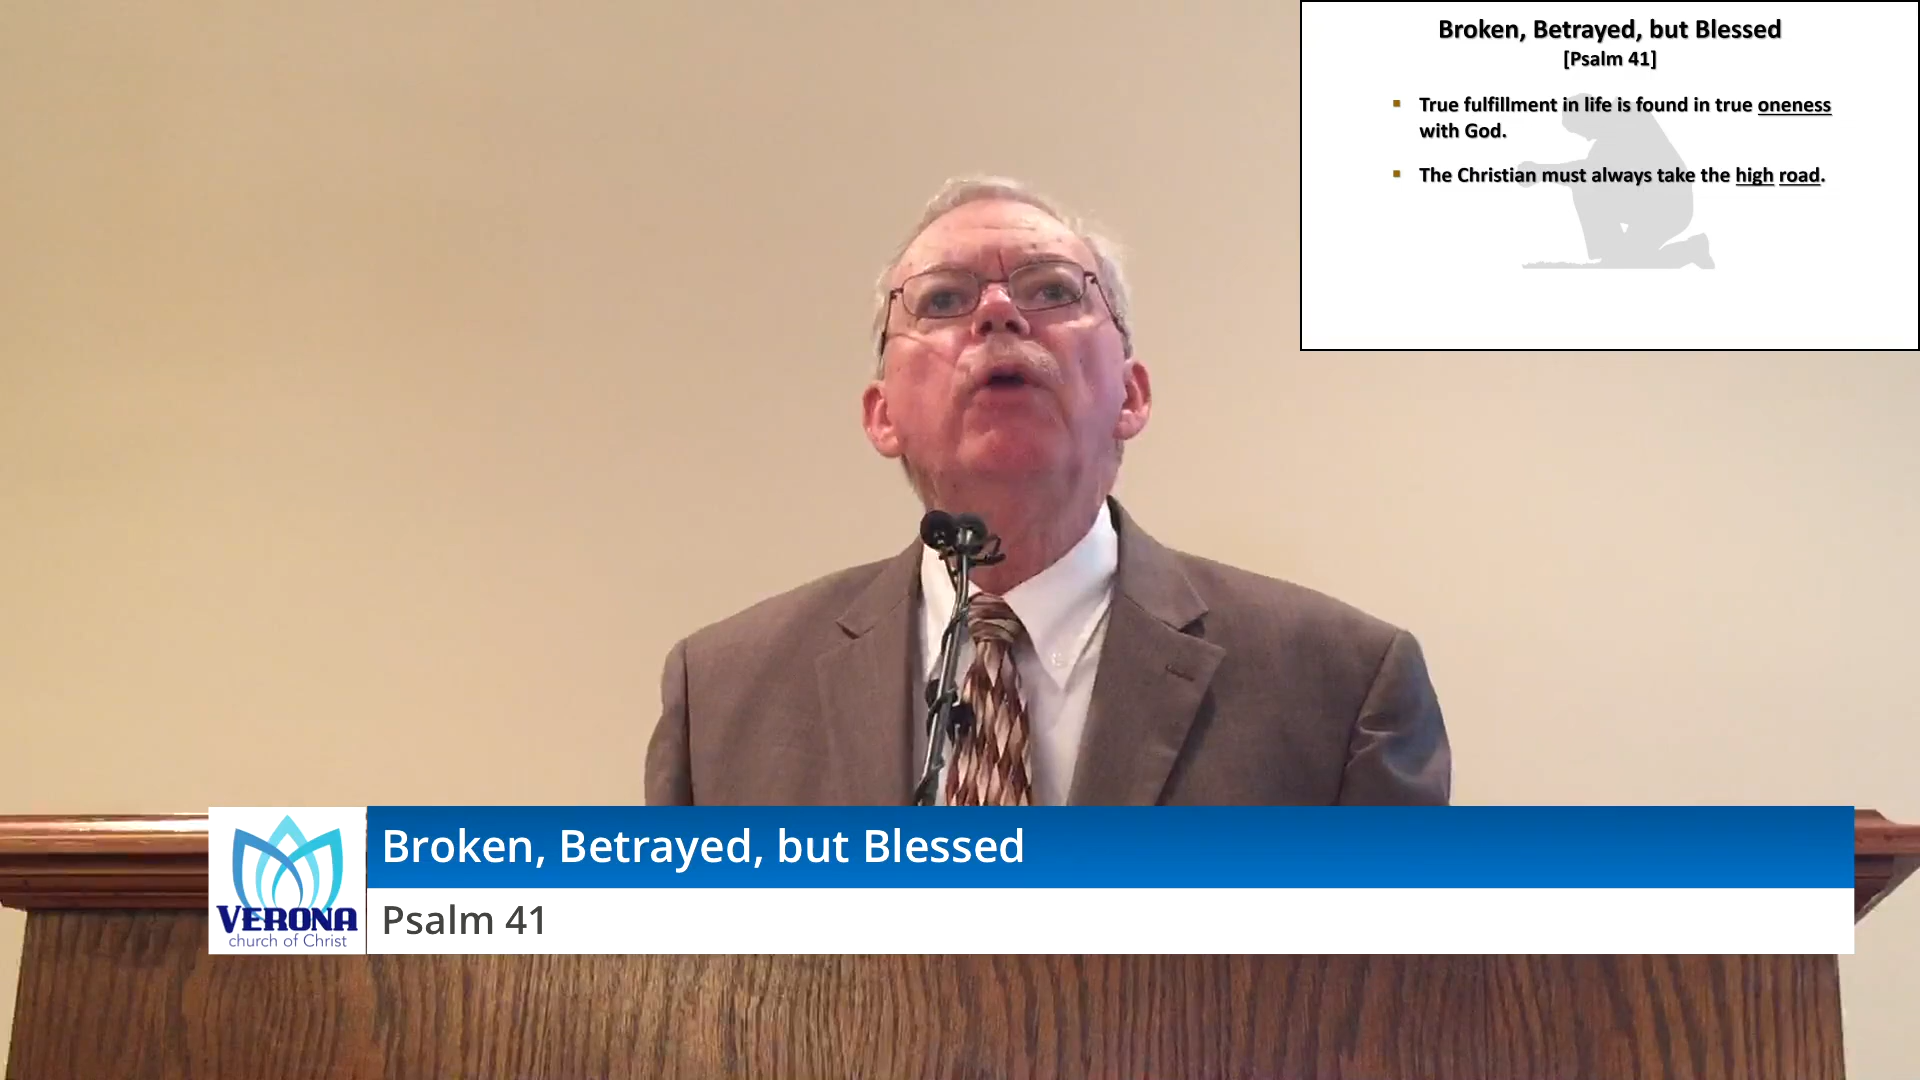 Broken, Betrayed, but Blessed
[Psalm 41]
▪ True fulfillment in life is found in true oneness
with God.
▪ The Christian must always take the high road.
Broken, Betrayed, but Blessed
Psalm 41
VERONA
church of Christ